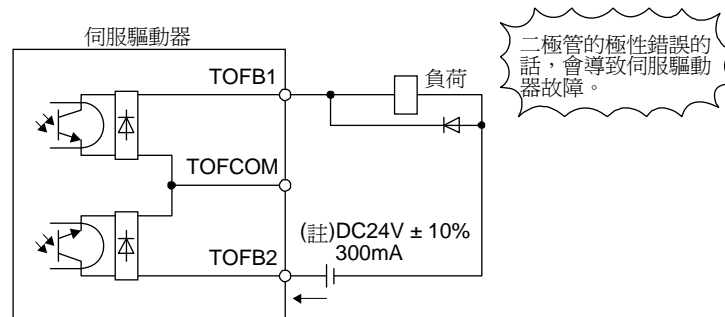 伺服驅動器
TOFB1
負荷
二極管的極性錯誤的
話，會導致伺服驅動
器故障。
TOFCOM
(註)DC24V ± 10%
300mA
TOFB2